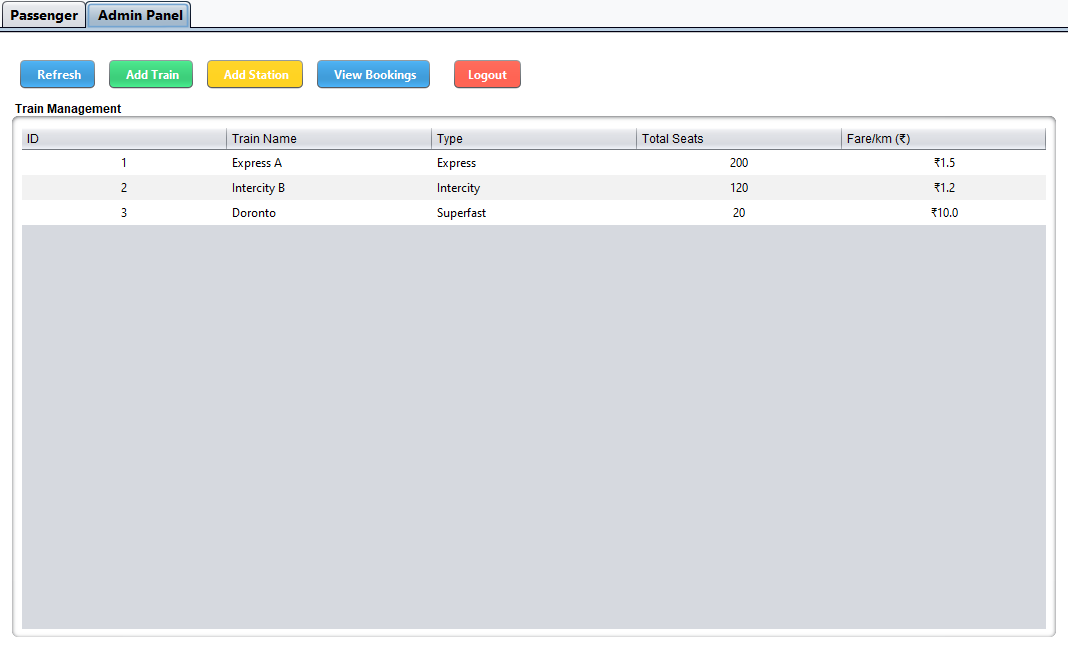 Passenger Admin Panel
Refresh Add Train Add Station View Bookings Logout
Train Management
ID Train Name Type Total Seats Fare/km (₹)
1 Express A Express 200 ₹1.5
2 Intercity B Intercity 120 ₹1.2
3 Doronto Superfast 20 ₹10.0